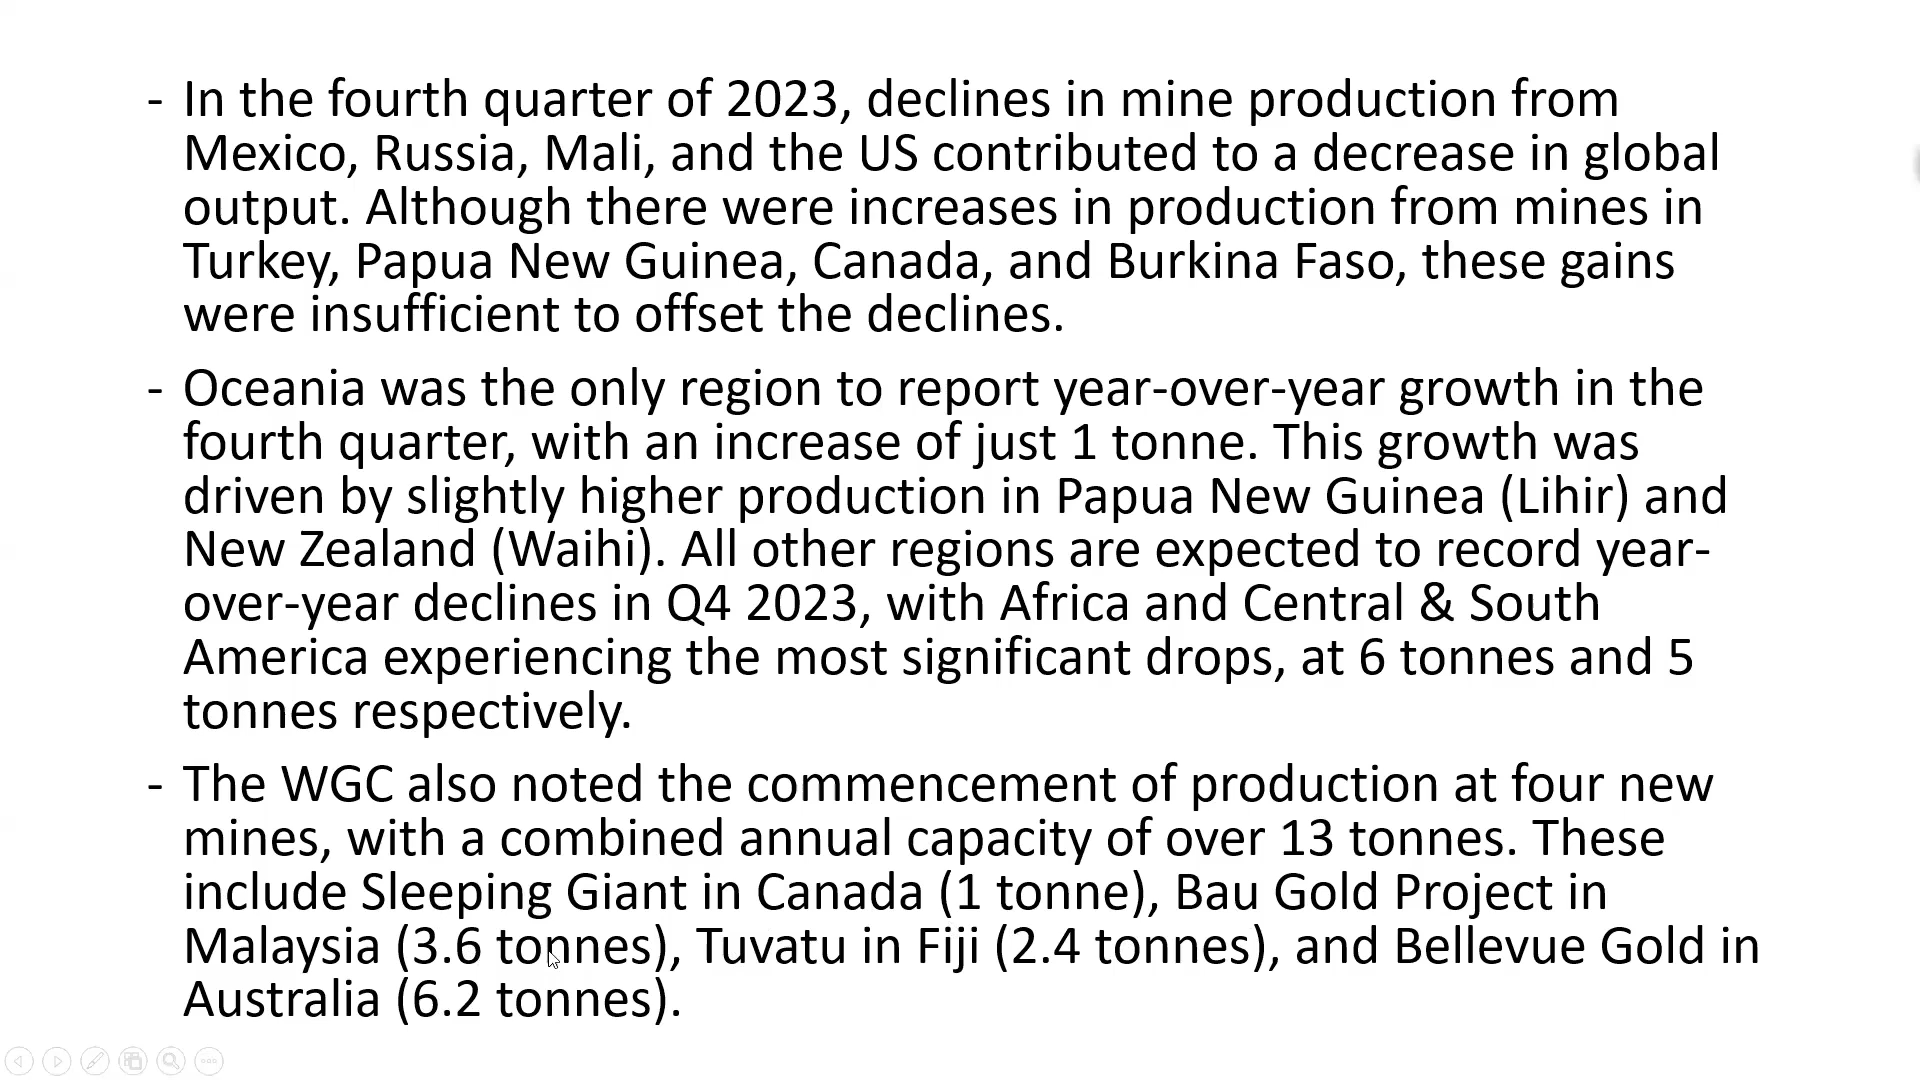 - In the fourth quarter of 2023, declines in mine production from
Mexico, Russia, Mali, and the US contributed to a decrease in global
output. Although there were increases in production from mines in
Turkey, Papua New Guinea, Canada, and Burkina Faso, these gains
were insufficient to offset the declines.
- Oceania was the only region to report year-over-year growth in the
fourth quarter, with an increase of just 1 tonne. This growth was
driven by slightly higher production in Papua New Guinea (Lihir) and
New Zealand (Waihi). All other regions are expected to record year-
over-year declines in Q4 2023, with Africa and Central & South
America experiencing the most significant drops, at 6 tonnes and 5
tonnes respectively.
- The WGC also noted the commencement of production at four new
mines, with a combined annual capacity of over 13 tonnes. These
include Sleeping Giant in Canada (1 tonne), Bau Gold Project in
Malaysia (3.6 tonnes), Tuvatu in Fiji (2.4 tonnes), and Bellevue Gold in
Australia (6.2 tonnes).